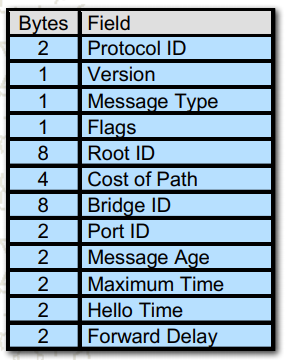 Bytes Field
2 Protocol ID
1 Version
1 Message Type
1 Flags
8 Root ID
4 Cost of Path
8 Bridge ID
2 Port ID
2 Message Age
2 Maximum Time
2 Hello Time
2 Forward Delay